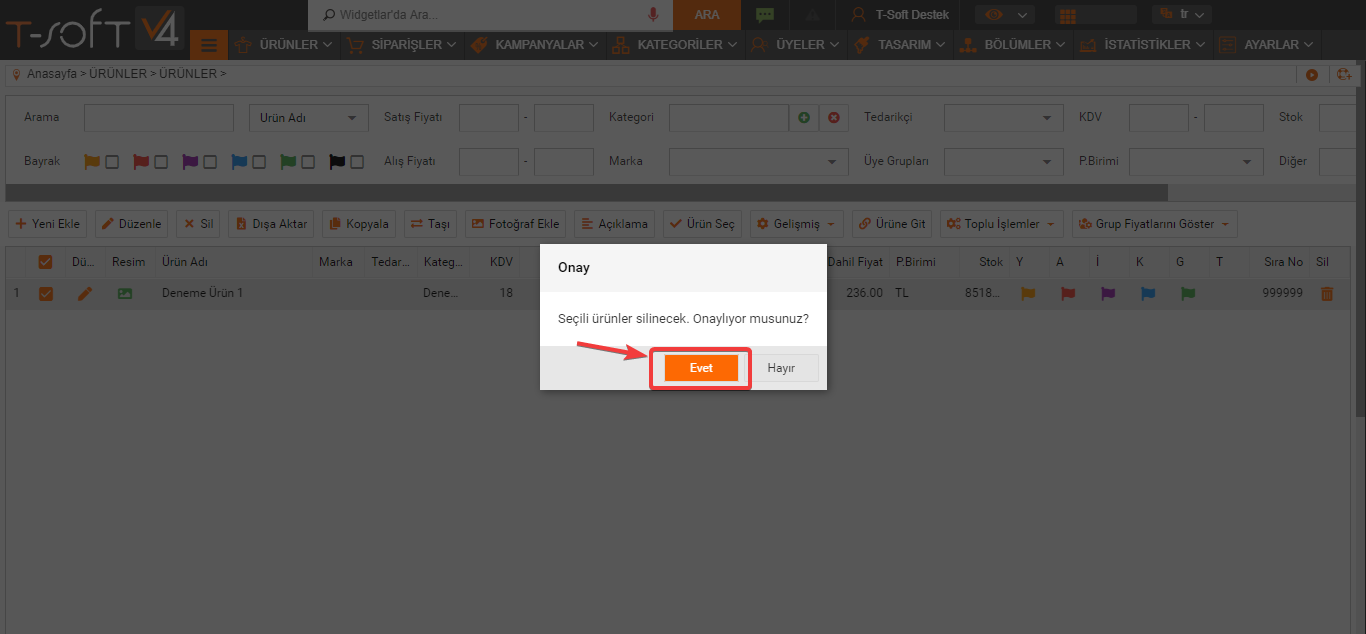 T-SOFT V4
Widgetlar'da Ara...
ARA
T-Soft Destek
tr
ÜRÜNLER
SİPARİŞLER
KAMPANYALAR
KATEGORİLER
ÜYELER
TASARIM
BÖLÜMLER
İSTATİSTİKLER
AYARLAR
Anasayfa > ÜRÜNLER > ÜRÜNLER >
Arama
Ürün Adı
Satış Fiyatı
-
Kategori
Tedarikçi
KDV
-
Stok
Bayrak
Alış Fiyatı
-
Marka
Üye Grupları
P.Birimi
Diğer
Yeni Ekle
Düzenle
Sil
Dışa Aktar
Kopyala
Taşı
Fotoğraf Ekle
Açıklama
Ürün Seç
Gelişmiş
Ürüne Git
Toplu İşlemler
Grup Fiyatlarını Göster
Dü... Resim Ürün Adı Marka Tedar... Kateg... KDV Dahil Fiyat P.Birimi Stok Y A İ K G T Sıra No Sil
1 Deneme Ürün 1 Dene... 18 236.00 TL 8518... 999999
Onay
Seçili ürünler silinecek. Onaylıyor musunuz?
Evet
Hayır